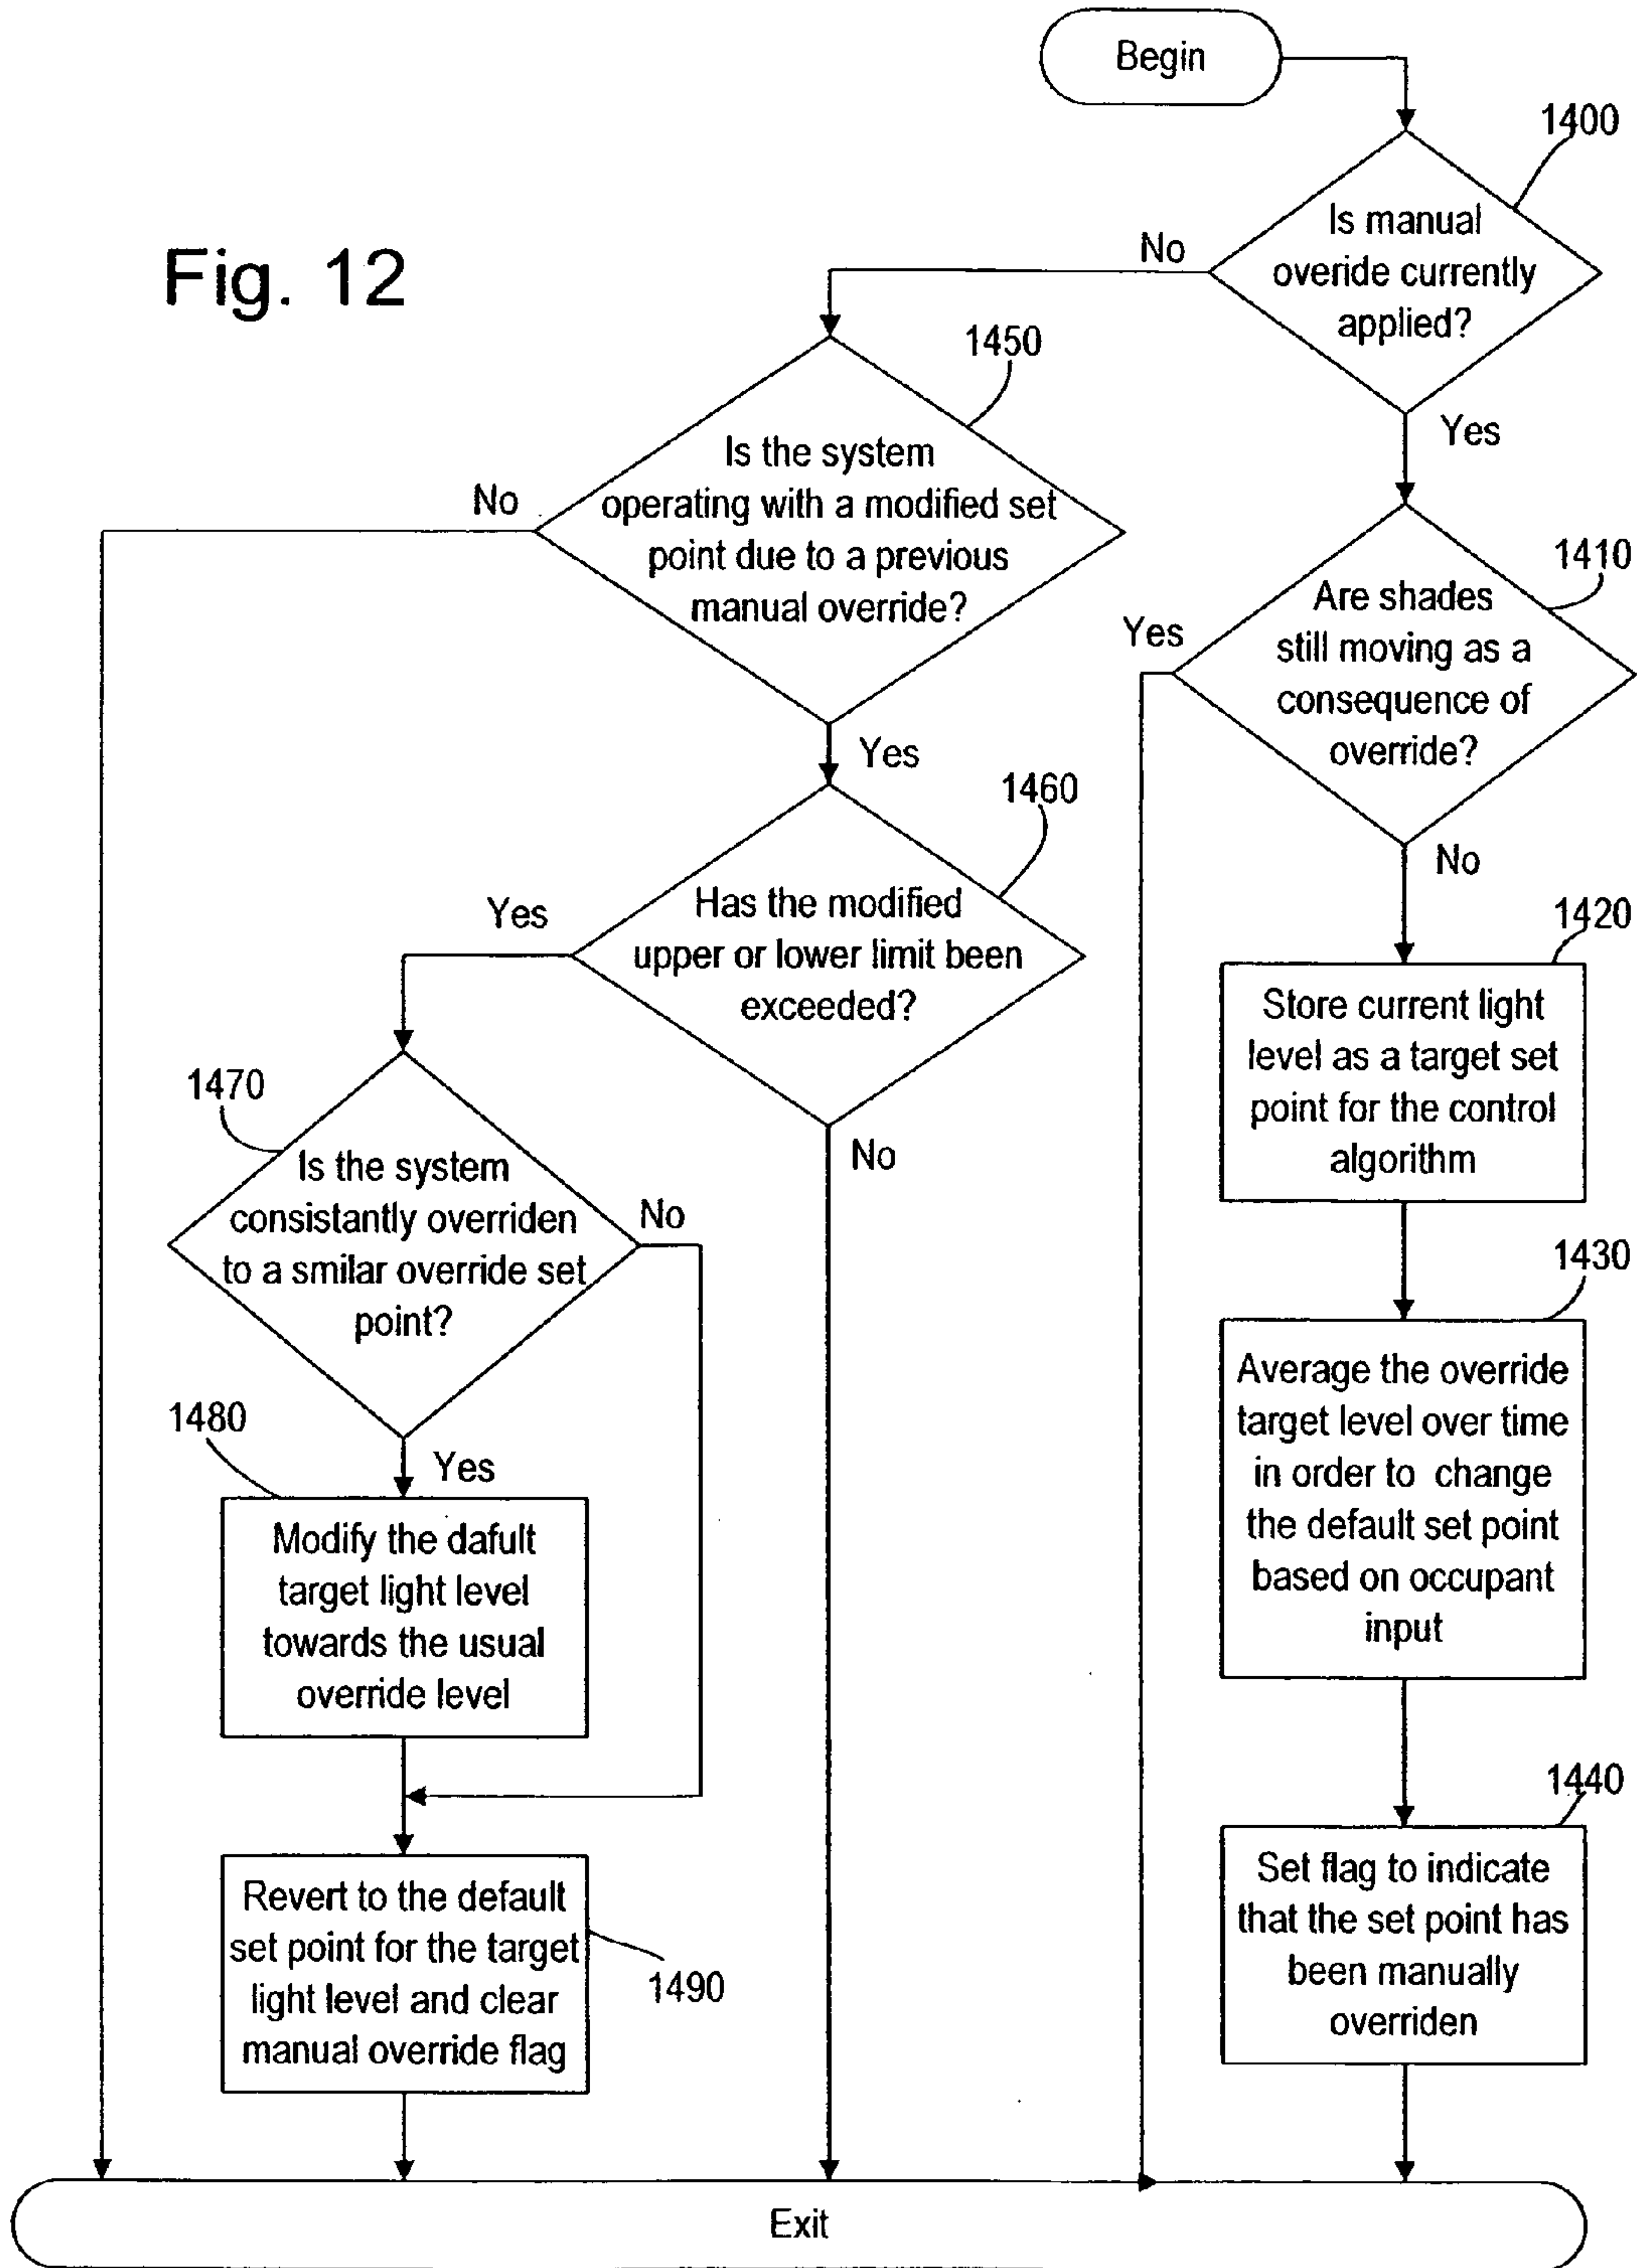 Begin
1400
Is manual
overide currently
applied?
No
Yes
Fig. 12
1450
Is the system
operating with a modified set
point due to a previous
manual override?
No
Yes
1410
Are shades
still moving as a
consequence of
override?
Yes
No
1460
Has the modified
upper or lower limit been
exceeded?
Yes
No
1420
Store current light
level as a target set
point for the control
algorithm
1470
Is the system
consistantly overriden
to a smilar override set
point?
No
Yes
1430
Average the override
target level over time
in order to change
the default set point
based on occupant
input
1480
Modify the dafult
target light level
towards the usual
override level
1440
Set flag to indicate
that the set point has
been manually
overriden
Revert to the default
set point for the target
light level and clear
manual override flag
1490
Exit